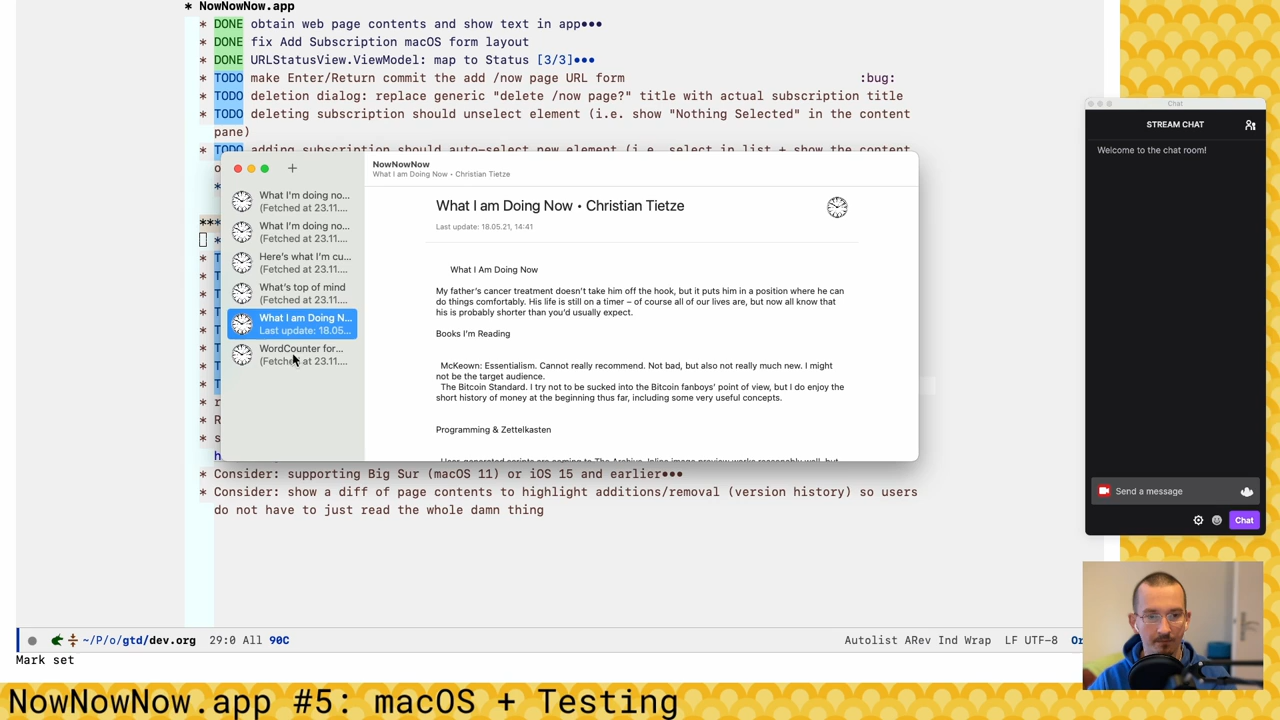 * NowNowNow.app
* DONE obtain web page contents and show text in app•••
* DONE fix Add Subscription macOS form layout
* DONE URLStatusView.ViewModel: map to Status [3/3]•••
* TODO make Enter/Return commit the add /now page URL form :bug:
* TODO deletion dialog: replace generic "delete /now page?" title with actual subscription title
* TODO deleting subscription should unselect element (i.e. show "Nothing Selected" in the content
pane)
* TODO adding subscription should auto-select new element (i.e. select in list + show the content
NowNowNow
What I am Doing Now • Christian Tietze
What I'm doing no...
(Fetched at 23.11....
What I'm doing no...
(Fetched at 23.11....
Here's what I'm cu...
(Fetched at 23.11....
What's top of mind
(Fetched at 23.11....
What I am Doing N...
Last update: 18.05...
WordCounter for...
(Fetched at 23.11....
What I am Doing Now • Christian Tietze
Last update: 18.05.21, 14:41
What I Am Doing Now
My father's cancer treatment doesn't take him off the hook, but it puts him in a position where he can
do things comfortably. His life is still on a timer – of course all of our lives are, but now all know that
his is probably shorter than you'd usually expect.
Books I'm Reading
McKeown: Essentialism. Cannot really recommend. Not bad, but also not really much new. I might
not be the target audience.
The Bitcoin Standard. I try not to be sucked into the Bitcoin fanboys' point of view, but I do enjoy the
short history of money at the beginning thus far, including some very useful concepts.
Programming & Zettelkasten
* Consider: supporting Big Sur (macOS 11) or iOS 15 and earlier•••
* Consider: show a diff of page contents to highlight additions/removal (version history) so users
do not have to just read the whole damn thing
~/P/o/gtd/dev.org 29:0 All 90C
Autolist ARev Ind Wrap LF UTF-8
Mark set
Chat
STREAM CHAT
Welcome to the chat room!
Send a message
Chat
NowNowNow.app #5: macOS + Testing